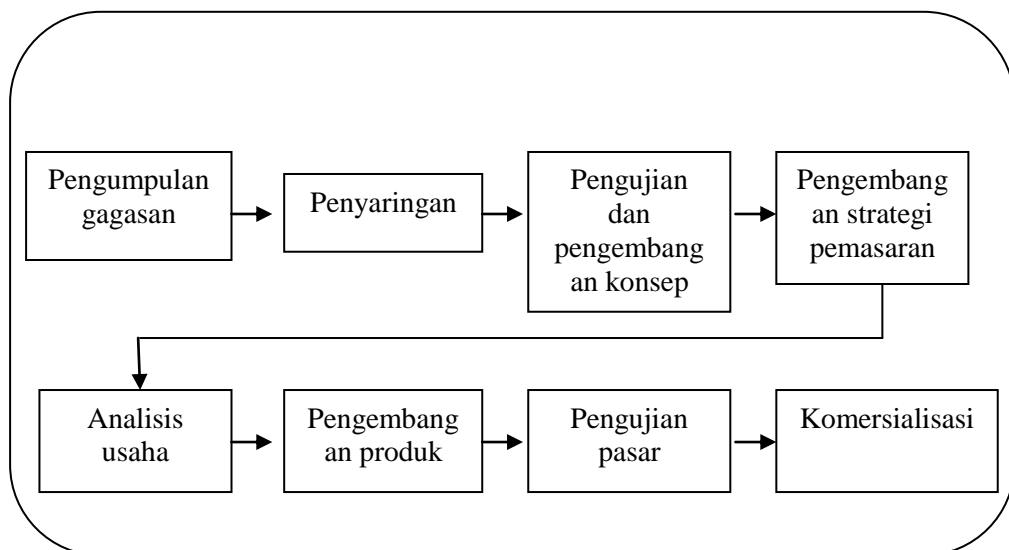 Pengumpulan
gagasan
Penyaringan
Pengujian
dan
pengembang
an konsep
Pengembang
an strategi
pemasaran
Analisis
usaha
Pengembang
an produk
Pengujian
pasar
Komersialisasi